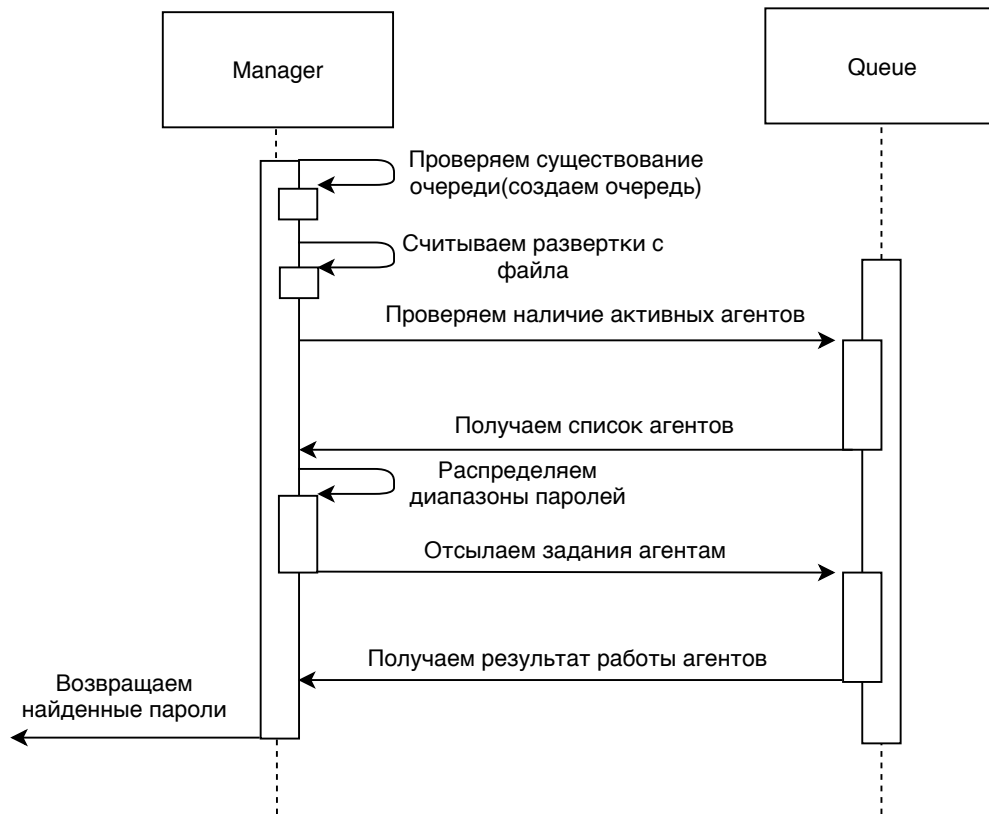 Manager
Queue
Проверяем существование
очереди(создаем очередь)
Считываем развертки с
файла
Проверяем наличие активных агентов
Получаем список агентов
Распределяем
диапазоны паролей
Отсылаем задания агентам
Получаем результат работы агентов
Возвращаем
найденные пароли